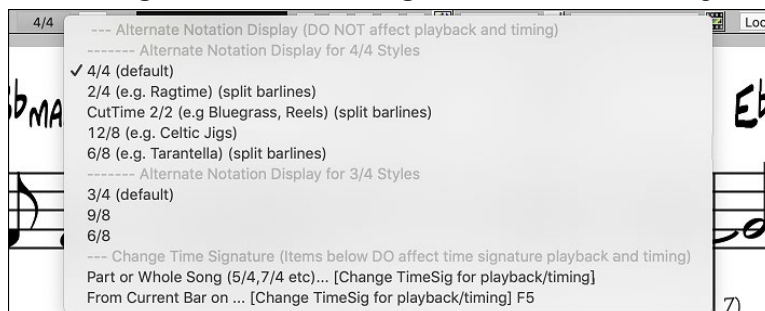 4/4
--- Alternate Notation Display (DO NOT affect playback and timing)
Loc
------- Alternate Notation Display for 4/4 Styles
✓ 4/4 (default)
2/4 (e.g. Ragtime) (split barlines)
CutTime 2/2 (e.g Bluegrass, Reels) (split barlines)
12/8 (e.g. Celtic Jigs)
6/8 (e.g. Tarantella) (split barlines)
------- Alternate Notation Display for 3/4 Styles
3/4 (default)
9/8
6/8
--- Change Time Signature (Items below DO affect time signature playback and timing)
Part or Whole Song (5/4,7/4 etc)... [Change TimeSig for playback/timing]
From Current Bar on ... [Change TimeSig for playback/timing] F5
bMA
Eb
7)